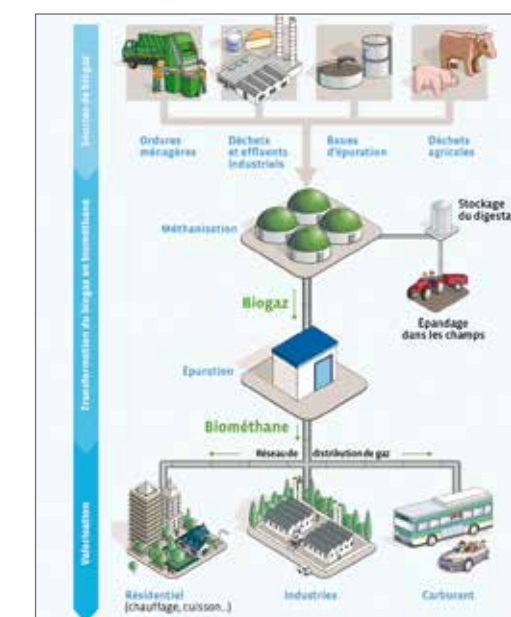 Sources de biogaz
Ordures
ménagères
Déchets
et effluents
industriels
Boues
d'épuration
Déchets
agricoles
Transformation du biogaz en biométhane
Méthanisation
Stockage
du digesta
Biogaz
Épandage
dans les champs
Épuration
Biométhane
Réseau de distribution de gaz
Valorisation
Résidentiel
(chauffage, cuisson..)
Industries
Carburant